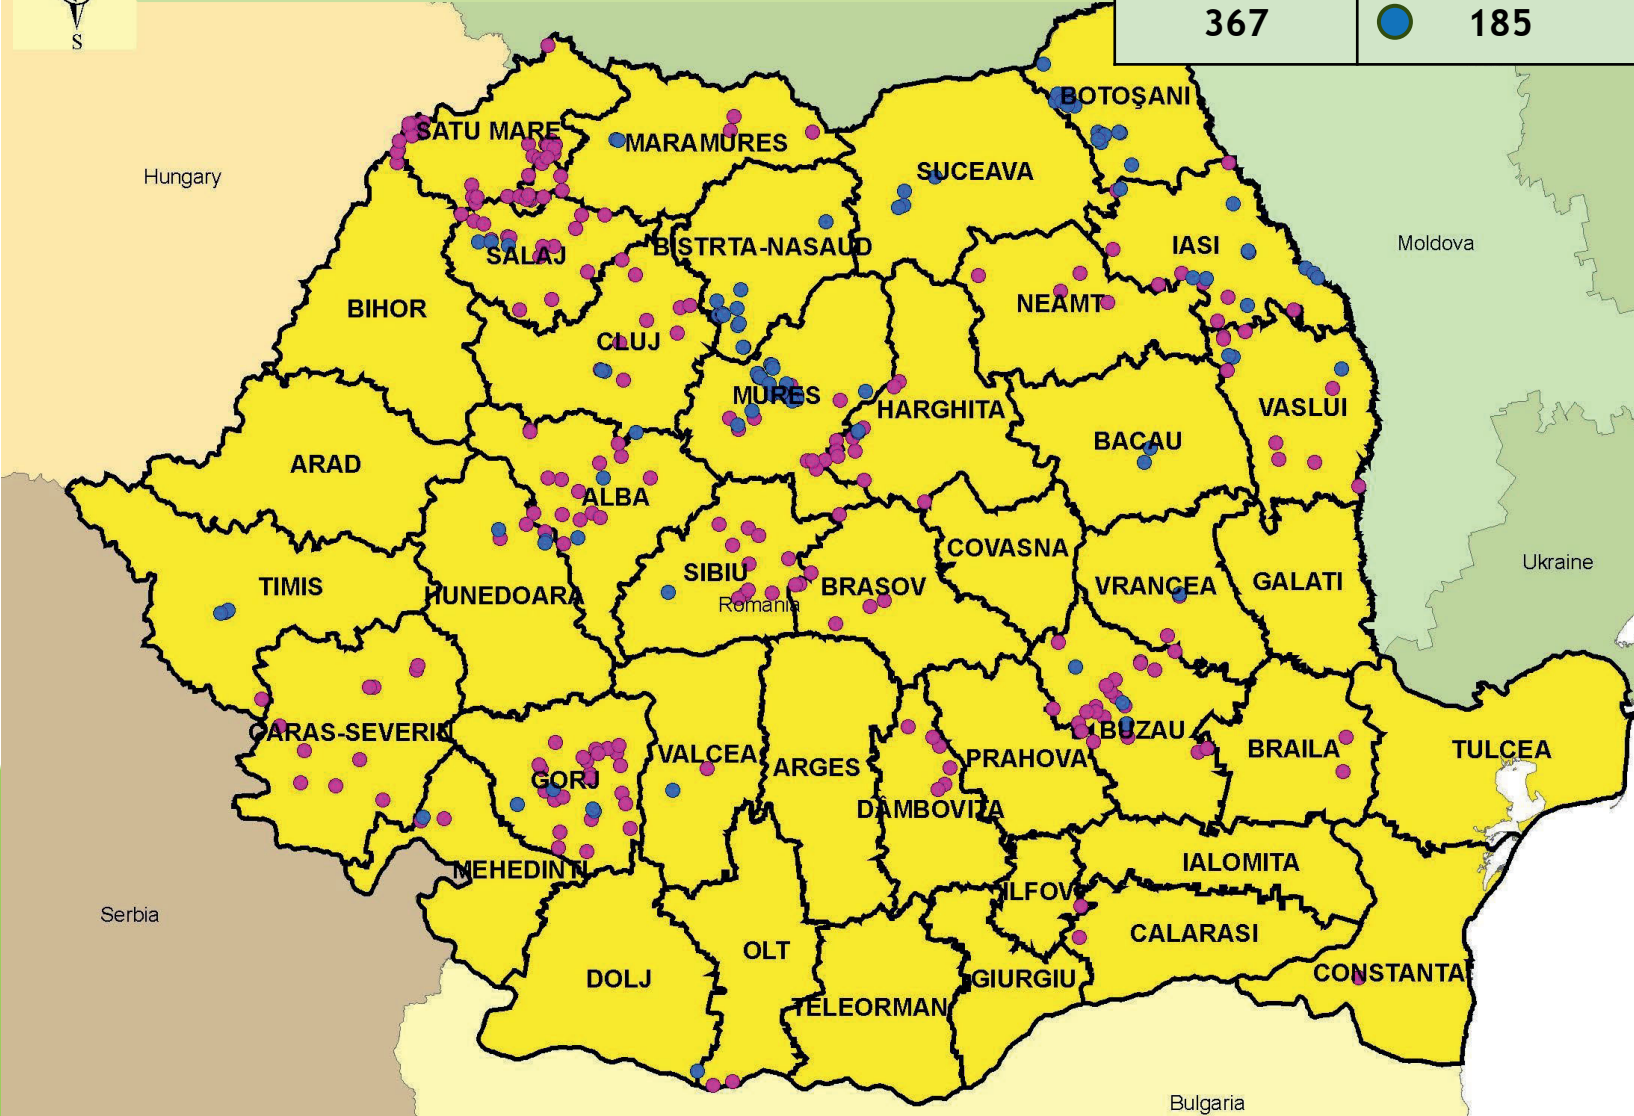 S
367
185
BOTOŞANI
SATU MARE
MARAMURES
SUCEAVA
Hungary
IASI
Moldova
BISTRTA-NASAUD
SALAJ
NEAMT
BIHOR
CLUJ
MURES
HARGHITA
VASLUI
BACAU
ARAD
ALBA
COVASNA
Ukraine
SIBIU
TIMIS
BRASOV
VRANCEA
GALATI
HUNEDOARA
Romania
CARAS-SEVERIN
BUZAU
BRAILA
TULCEA
VALCEA
PRAHOVA
ARGES
GORJ
DÂMBOVITA
IALOMITA
MEHEDINTI
ILFOV
Serbia
CALARASI
OLT
CONSTANTA
DOLJ
GIURGIU
TELEORMAN
Bulgaria